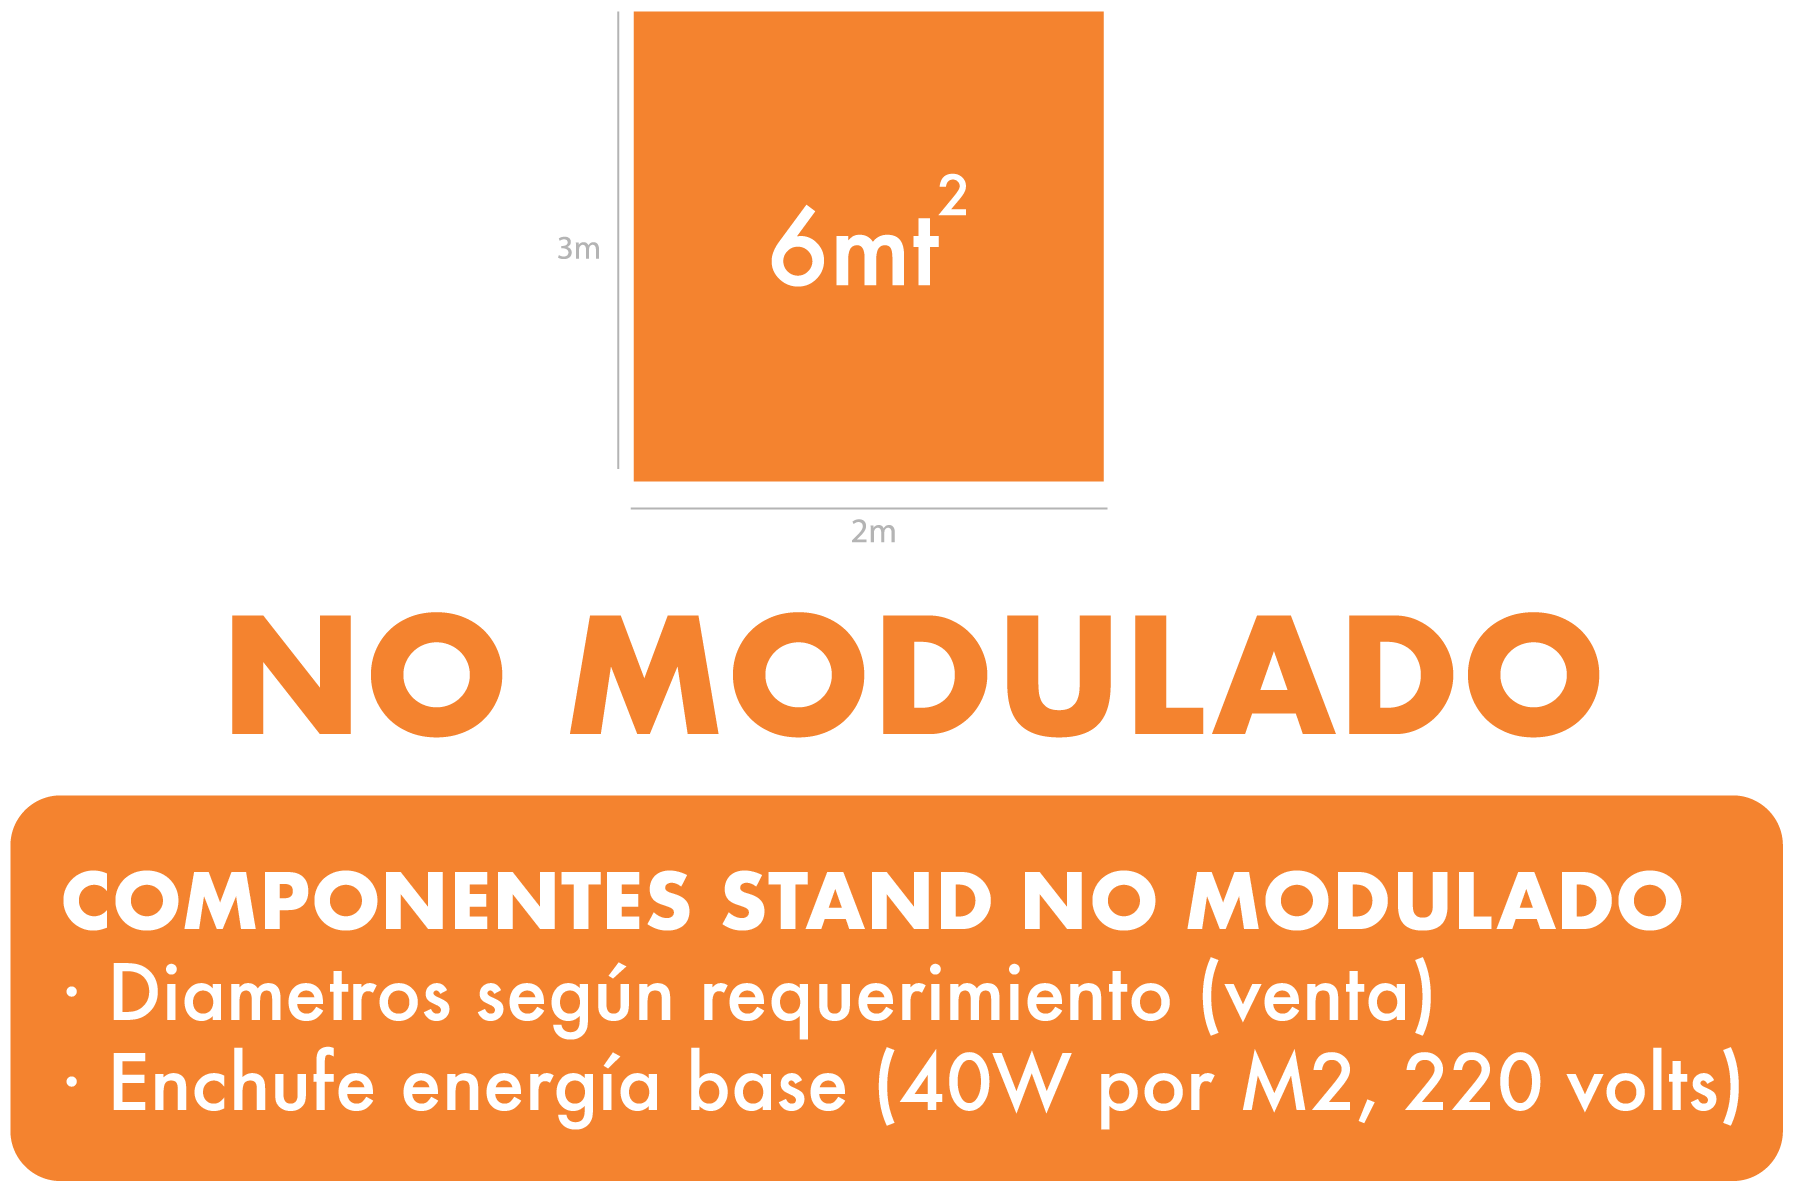 6mt²
3m
2m
NO MODULADO
COMPONENTES STAND NO MODULADO
· Diametros según requerimiento (venta)
· Enchufe energía base (40W por M2, 220 volts)